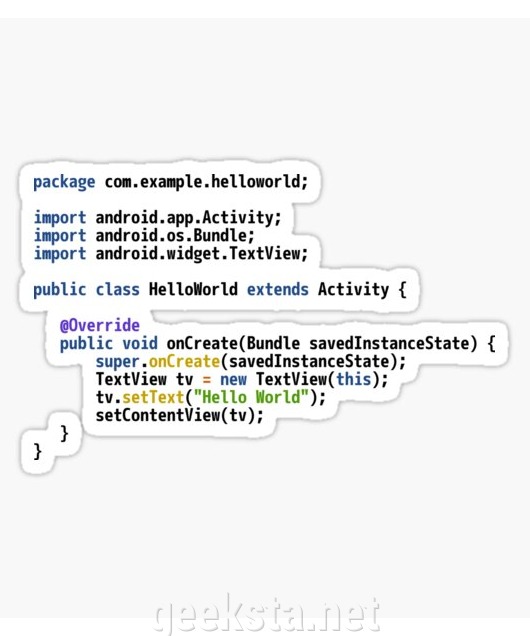 package com.example.helloworld;
import android.app.Activity;
import android.os.Bundle;
import android.widget.TextView;
public class HelloWorld extends Activity {
@Override
public void onCreate(Bundle savedInstanceState) {
super.onCreate(savedInstanceState);
TextView tv = new TextView(this);
tv.setText("Hello World");
setContentView(tv);
}
}
geeksta.net